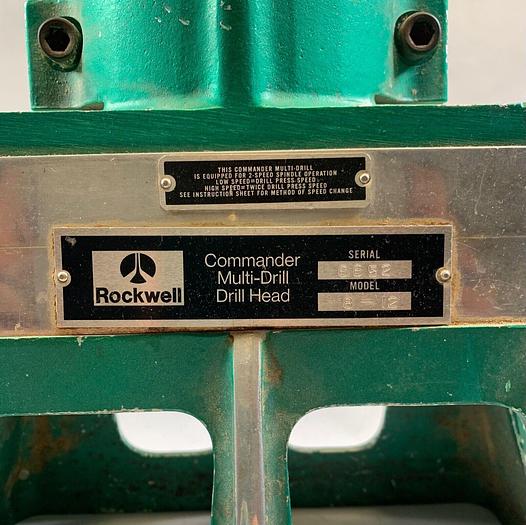 THIS COMMANDER MULTI-DRILL
IS EQUIPPED FOR 2-SPEED SPINDLE OPERATION
LOW SPEED=DRILL PRESS SPEED
HIGH SPEED=TWICE DRILL PRESS SPEED
SEE INSTRUCTION SHEET FOR METHOD OF SPEED CHANGE
Rockwell
Commander
Multi-Drill
Drill Head
SERIAL
MODEL